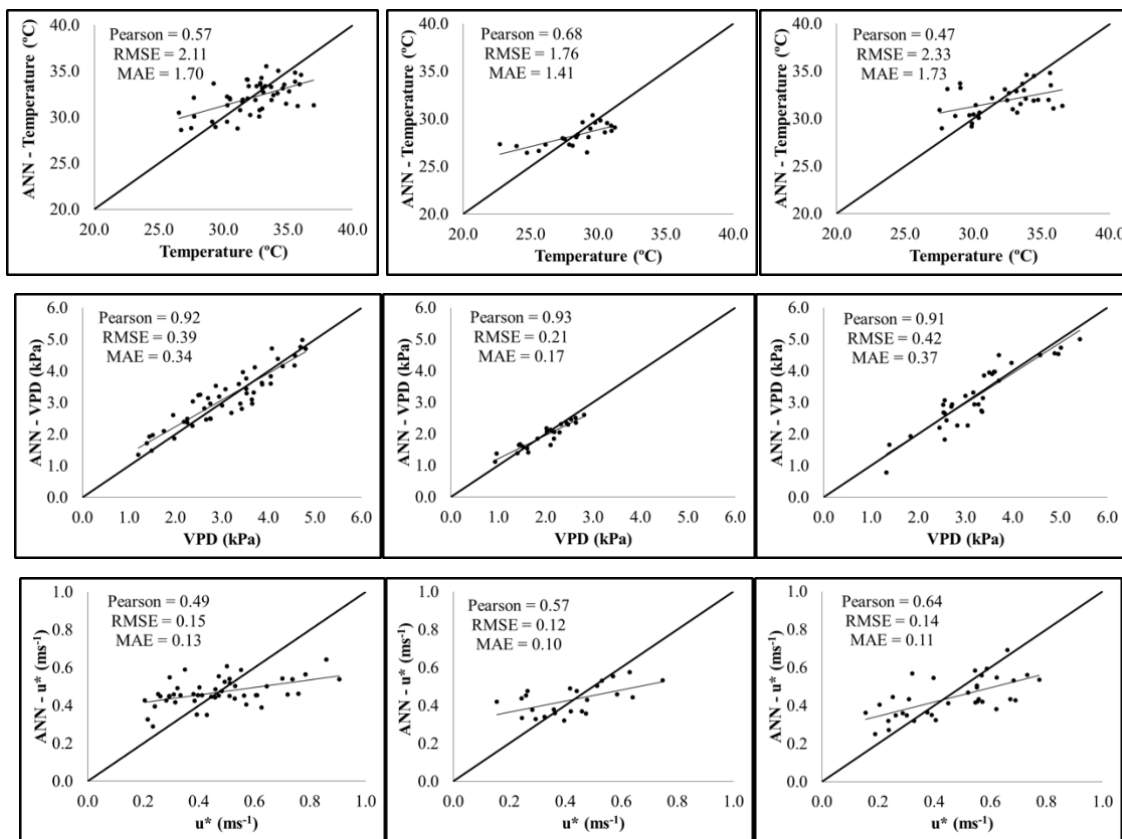 Pearson = 0.57
RMSE = 2.11
MAE = 1.70
ANN - Temperature (ºC)
40.0
35.0
30.0
25.0
20.0
20.0 25.0 30.0 35.0 40.0
Temperature (ºC)
Pearson = 0.68
RMSE = 1.76
MAE = 1.41
ANN - Temperature (ºC)
40.0
35.0
30.0
25.0
20.0
20.0 25.0 30.0 35.0 40.0
Temperature (ºC)
Pearson = 0.47
RMSE = 2.33
MAE = 1.73
ANN - Temperature (ºC)
40.0
35.0
30.0
25.0
20.0
20.0 25.0 30.0 35.0 40.0
Temperature (ºC)
Pearson = 0.92
RMSE = 0.39
MAE = 0.34
ANN - VPD (kPa)
6.0
5.0
4.0
3.0
2.0
1.0
0.0
0.0 1.0 2.0 3.0 4.0 5.0 6.0
VPD (kPa)
Pearson = 0.93
RMSE = 0.21
MAE = 0.17
ANN - VPD (kPa)
6.0
5.0
4.0
3.0
2.0
1.0
0.0
0.0 1.0 2.0 3.0 4.0 5.0 6.0
VPD (kPa)
Pearson = 0.91
RMSE = 0.42
MAE = 0.37
ANN - VPD (kPa)
6.0
5.0
4.0
3.0
2.0
1.0
0.0
0.0 1.0 2.0 3.0 4.0 5.0 6.0
VPD (kPa)
Pearson = 0.49
RMSE = 0.15
MAE = 0.13
ANN - u* (ms⁻¹)
1.0
0.8
0.6
0.4
0.2
0.0
0.0 0.2 0.4 0.6 0.8 1.0
u* (ms⁻¹)
Pearson = 0.57
RMSE = 0.12
MAE = 0.10
ANN - u* (ms⁻¹)
1.0
0.8
0.6
0.4
0.2
0.0
0.0 0.2 0.4 0.6 0.8 1.0
u* (ms⁻¹)
Pearson = 0.64
RMSE = 0.14
MAE = 0.11
ANN - u* (ms⁻¹)
1.0
0.8
0.6
0.4
0.2
0.0
0.0 0.2 0.4 0.6 0.8 1.0
u* (ms⁻¹)